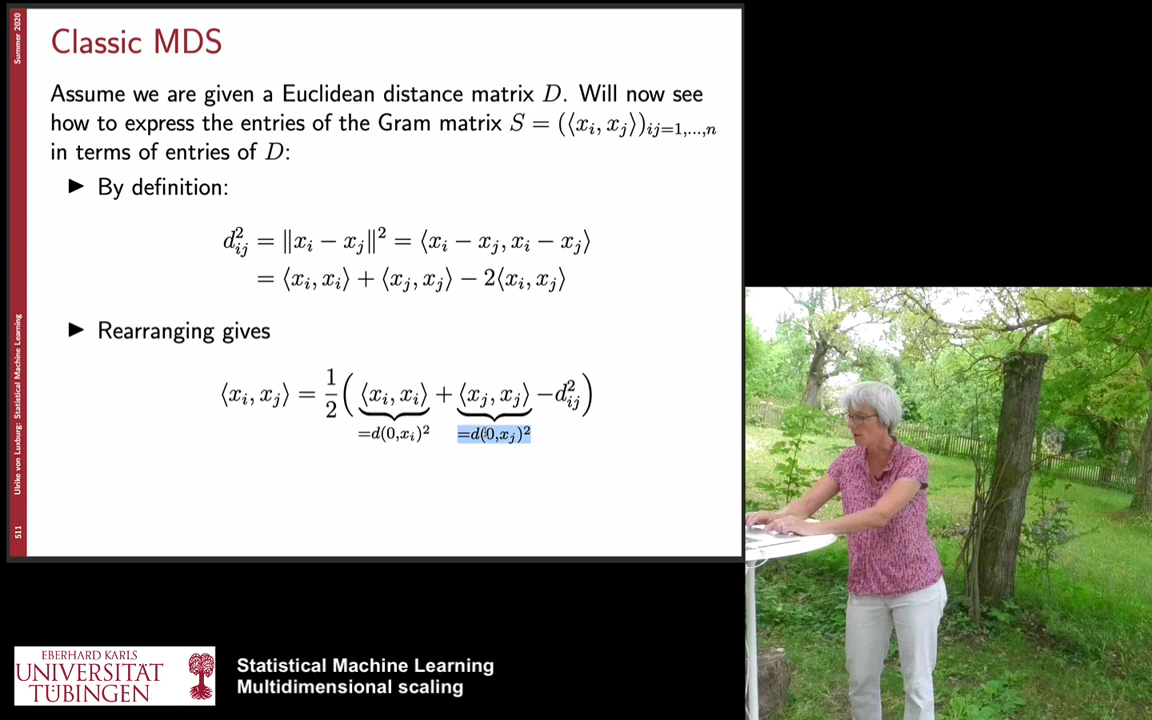 Summer 2020
Ulrike von Luxburg: Statistical Machine Learning
511
Classic MDS
Assume we are given a Euclidean distance matrix D. Will now see
how to express the entries of the Gram matrix S = (⟨x_i, x_j⟩)_{ij=1,...,n}
in terms of entries of D:
▶ By definition:
d_{ij}^2 = ‖x_i − x_j‖^2 = ⟨x_i − x_j, x_i − x_j⟩
= ⟨x_i, x_i⟩ + ⟨x_j, x_j⟩ − 2⟨x_i, x_j⟩
▶ Rearranging gives
⟨x_i, x_j⟩ = 1/2 ( ⟨x_i, x_i⟩ + ⟨x_j, x_j⟩ −d_{ij}^2 )
=d(0,x_i)^2 =d(0,x_j)^2
EBERHARD KARLS
UNIVERSITÄT
TÜBINGEN
Statistical Machine Learning
Multidimensional scaling